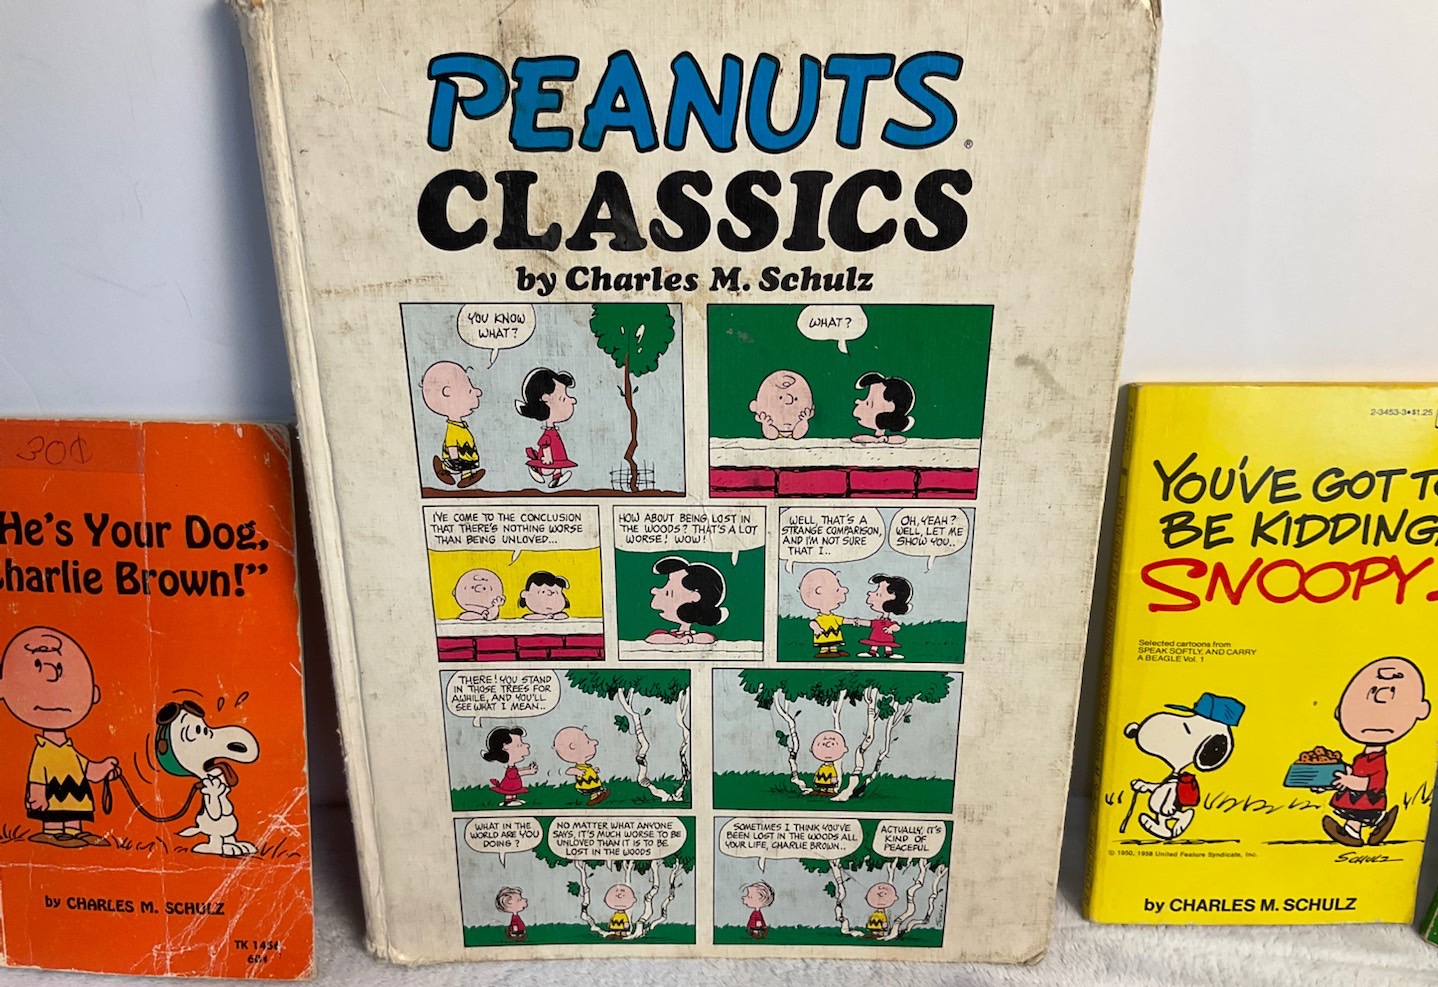 30¢
He's Your Dog,
Charlie Brown!”
by CHARLES M. SCHULZ
TK 1456
60¢
PEANUTS®
CLASSICS
by Charles M. Schulz
YOU KNOW
WHAT?
WHAT?
I'VE COME TO THE CONCLUSION
THAT THERE'S NOTHING WORSE
THAN BEING UNLOVED...
HOW ABOUT BEING LOST IN
THE WOODS? THAT'S A LOT
WORSE! WOW!
WELL, THAT'S A
STRANGE COMPARISON,
AND I'M NOT SURE
THAT I..
OH, YEAH?
WELL, LET ME
SHOW YOU..
THERE! YOU STAND
IN THOSE TREES FOR
AWHILE, AND YOU'LL
SEE WHAT I MEAN..
WHAT IN THE
WORLD ARE YOU
DOING?
NO MATTER WHAT ANYONE
SAYS, IT'S MUCH WORSE TO BE
UNLOVED THAN IT IS TO BE
LOST IN THE WOODS
SOMETIMES I THINK YOU'VE
BEEN LOST IN THE WOODS ALL
YOUR LIFE, CHARLIE BROWN..
ACTUALLY, IT'S
KIND OF
PEACEFUL
2-3453-3•$1.25
YOU'VE GOT TO
BE KIDDING,
SNOOPY
Selected cartoons from
SPEAK SOFTLY, AND CARRY
A BEAGLE Vol. 1
© 1950, 1958 United Feature Syndicate, Inc.
SCHULZ
by CHARLES M. SCHULZ